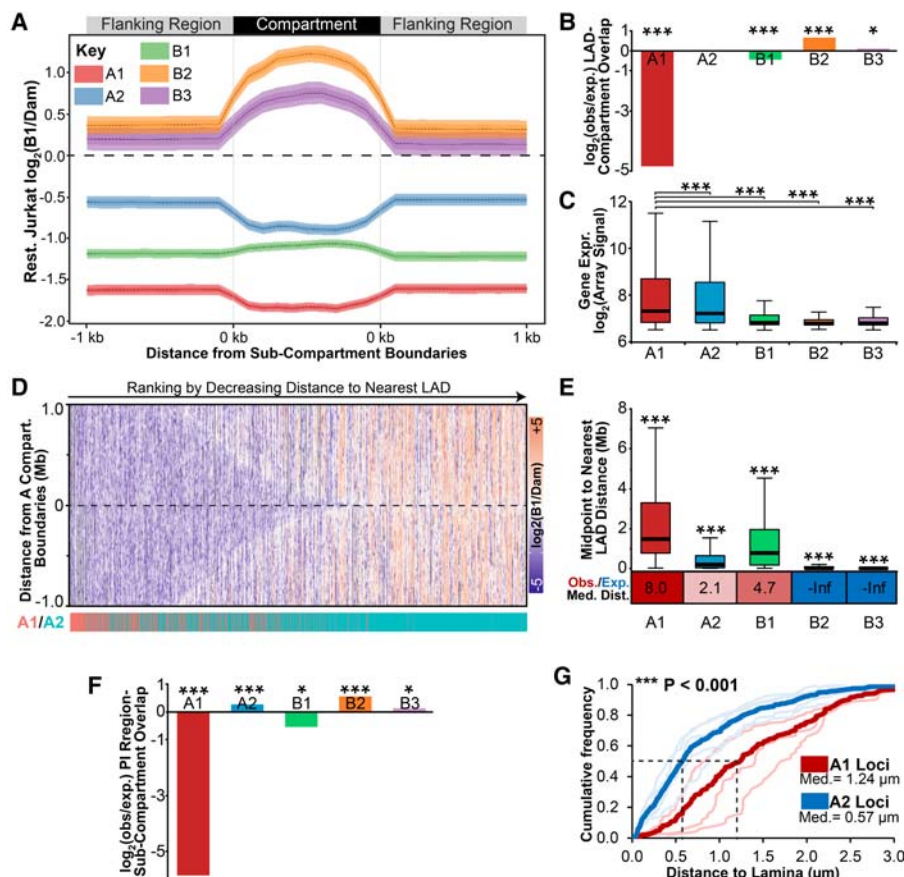 A
Flanking Region
Compartment
Flanking Region
Key
A1
A2
B1
B2
B3
Rest. Jurkat log2(B1/Dam)
1.0
0.5
0.0
-0.5
-1.0
-1.5
-2.0
-1 kb
0 kb
0 kb
1 kb
Distance from Sub-Compartment Boundaries
B
log2(obs/exp.) LAD-
Compartment Overlap
1
0
-1
-3
-5
***
***
***
*
A1
A2
B1
B2
B3
C
Gene Expr.
log2(Array Signal)
12
10
8
6
***
***
***
***
A1
A2
B1
B2
B3
D
Ranking by Decreasing Distance to Nearest LAD
Distance from A Compart.
Boundaries (Mb)
1.0
0
-1.0
+5
log2(B1/Dam)
-5
A1/A2
E
Midpoint to Nearest
LAD Distance (Mb)
8
6
4
2
0
***
***
***
***
***
Obs./Exp.
Med. Dist.
8.0
2.1
4.7
-Inf
-Inf
A1
A2
B1
B2
B3
F
log2(obs/exp.) PI Rregion-
Sub-Compartment Overlap
0
-5
***
***
*
***
*
A1
A2
B1
B2
B3
G
*** P < 0.001
Cumulative frequency
1.0
0.8
0.6
0.4
0.2
0.0
A1 Loci
Med.= 1.24 µm
A2 Loci
Med.= 0.57 µm
0.0
0.5
1.0
1.5
2.0
2.5
3.0
Distance to Lamina (µm)